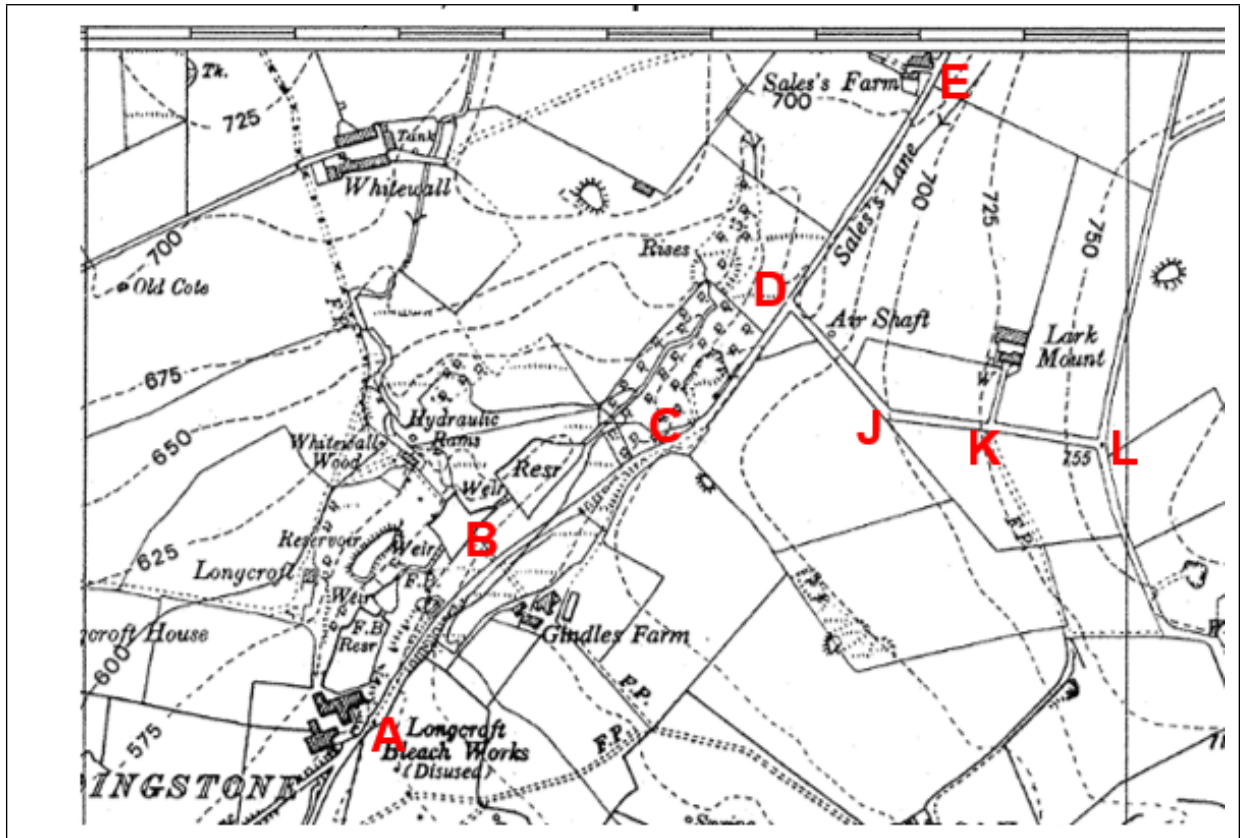 Tk.
725
Tank
Whitewall
700
Old Cote
F.P.
675
650
Whitewall
Wood
Hydraulic
Rams
Rises
Sales's Farm
700
E
Sales's Lane
700
725
750
D
Air Shaft
Lark
Mount
W
C
J
K
L
755
Resr
Weir
B
Reservoir
Weir
625
Longcroft
F.B.
Weir
F.B.
Resr
croft House
600
Gindles Farm
F.P.
F.P.
F.P.
W
A
Longcroft
Bleach Works
(Disused)
575
INGSTONE
Spring